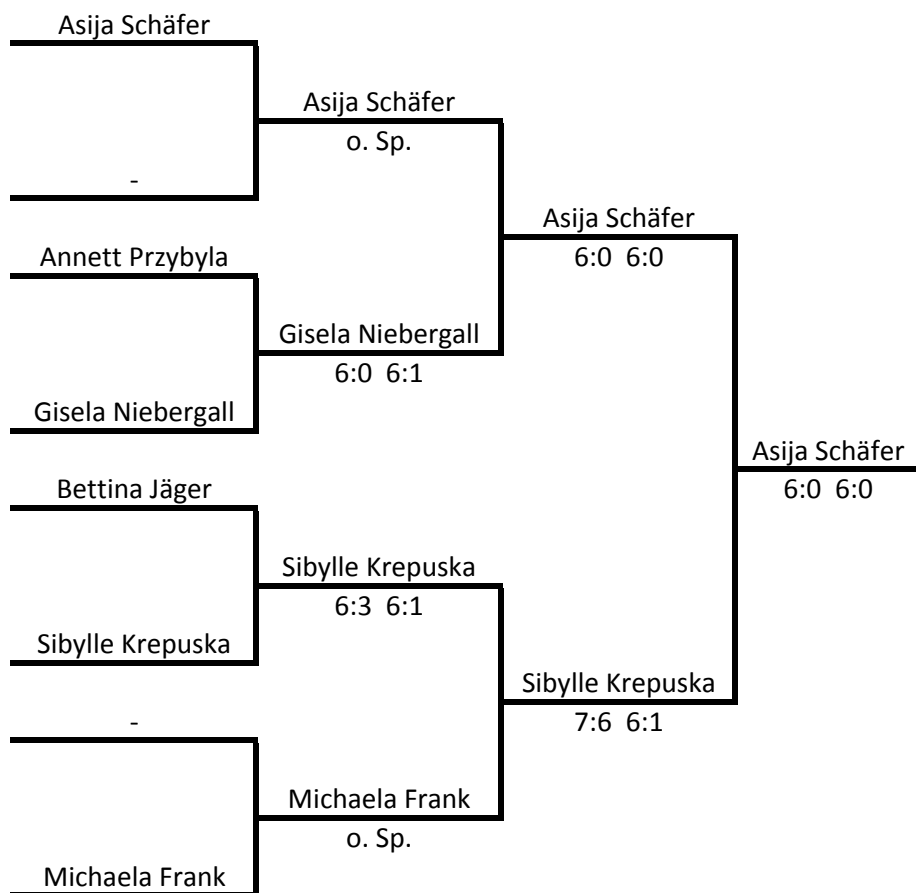 Asija Schäfer
Asija Schäfer
o. Sp.
-
Asija Schäfer
6:0 6:0
Annett Przybyla
Gisela Niebergall
6:0 6:1
Gisela Niebergall
Asija Schäfer
6:0 6:0
Bettina Jäger
Sibylle Krepuska
6:3 6:1
Sibylle Krepuska
Sibylle Krepuska
7:6 6:1
-
Michaela Frank
o. Sp.
Michaela Frank